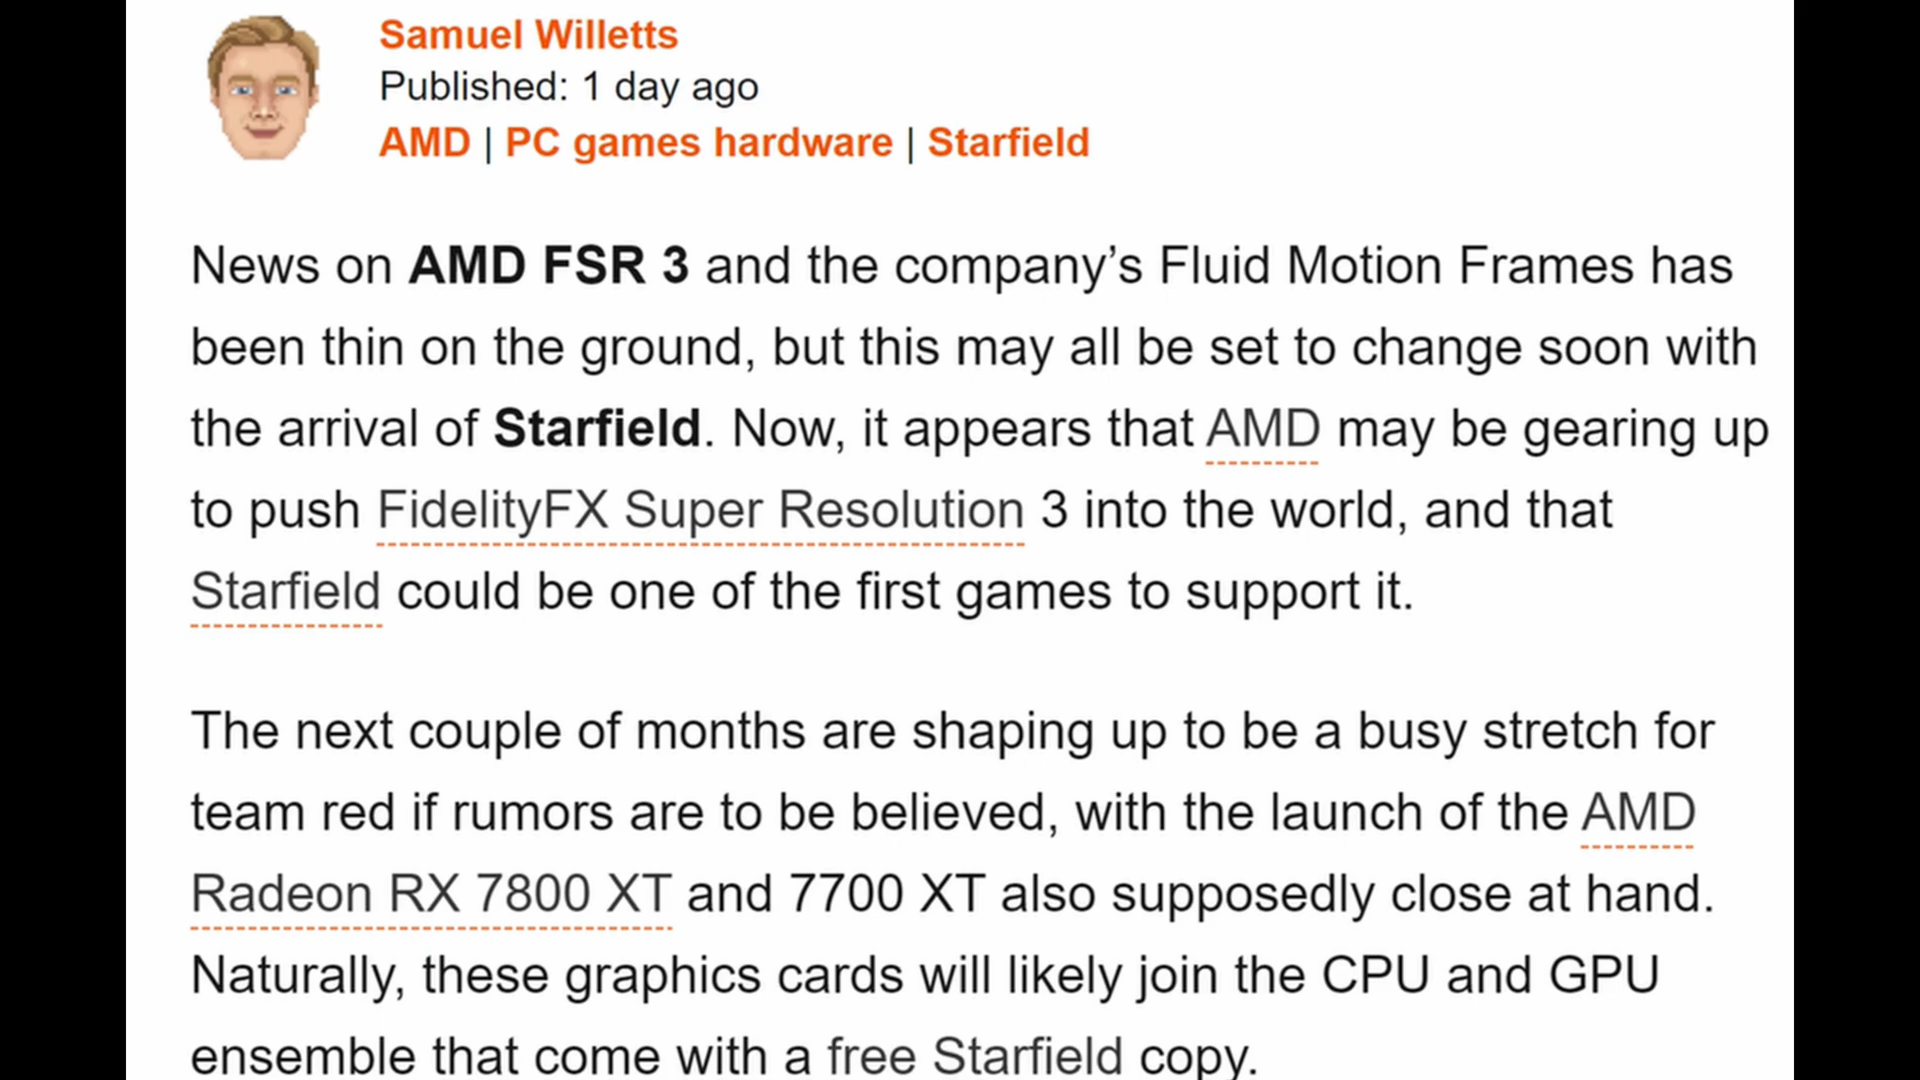 Samuel Willetts
Published: 1 day ago
AMD | PC games hardware | Starfield
News on AMD FSR 3 and the company’s Fluid Motion Frames has
been thin on the ground, but this may all be set to change soon with
the arrival of Starfield. Now, it appears that AMD may be gearing up
to push FidelityFX Super Resolution 3 into the world, and that
Starfield could be one of the first games to support it.
The next couple of months are shaping up to be a busy stretch for
team red if rumors are to be believed, with the launch of the AMD
Radeon RX 7800 XT and 7700 XT also supposedly close at hand.
Naturally, these graphics cards will likely join the CPU and GPU
ensemble that come with a free Starfield copy.